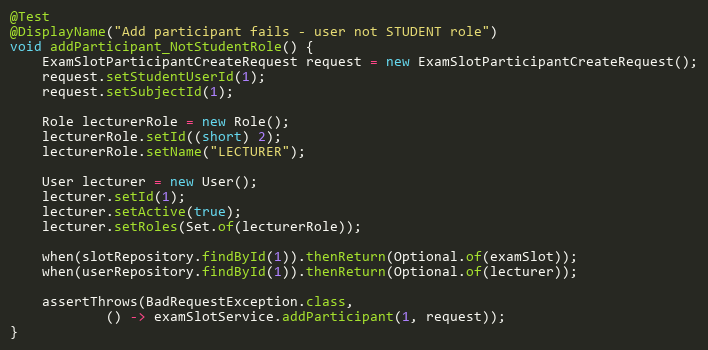 @Test
@DisplayName("Add participant fails - user not STUDENT role")
void addParticipant_NotStudentRole() {
    ExamSlotParticipantCreateRequest request = new ExamSlotParticipantCreateRequest();
    request.setStudentUserId(1);
    request.setSubjectId(1);

    Role lecturerRole = new Role();
    lecturerRole.setId((short) 2);
    lecturerRole.setName("LECTURER");

    User lecturer = new User();
    lecturer.setId(1);
    lecturer.setActive(true);
    lecturer.setRoles(Set.of(lecturerRole));

    when(slotRepository.findById(1)).thenReturn(Optional.of(examSlot));
    when(userRepository.findById(1)).thenReturn(Optional.of(lecturer));

    assertThrows(BadRequestException.class,
            () -> examSlotService.addParticipant(1, request));
}